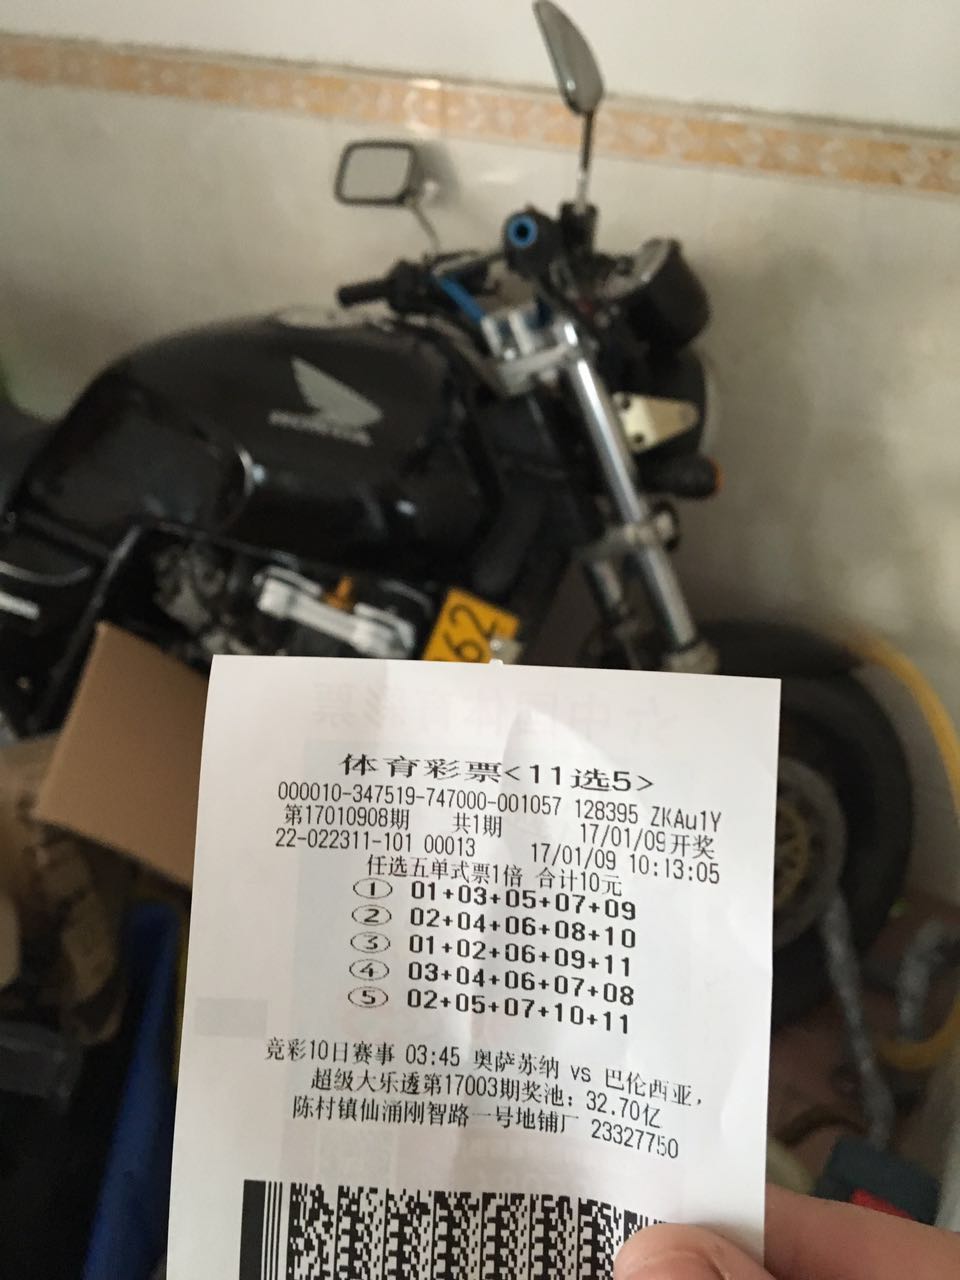 HONDA
62
体育彩票<11选5>
000010-347519-747000-001057 128395 ZKAu1Y
第17010908期 共1期 17/01/09开奖
22-022311-101 00013 17/01/09 10:13:05
任选五单式票1倍 合计10元
① 01+03+05+07+09
② 02+04+06+08+10
③ 01+02+06+09+11
④ 03+04+06+07+08
⑤ 02+05+07+10+11
竞彩10日赛事 03:45 奥萨苏纳 vs 巴伦西亚,
超级大乐透第17003期奖池: 32.70亿
陈村镇仙涌刚智路一号地铺厂 23327750